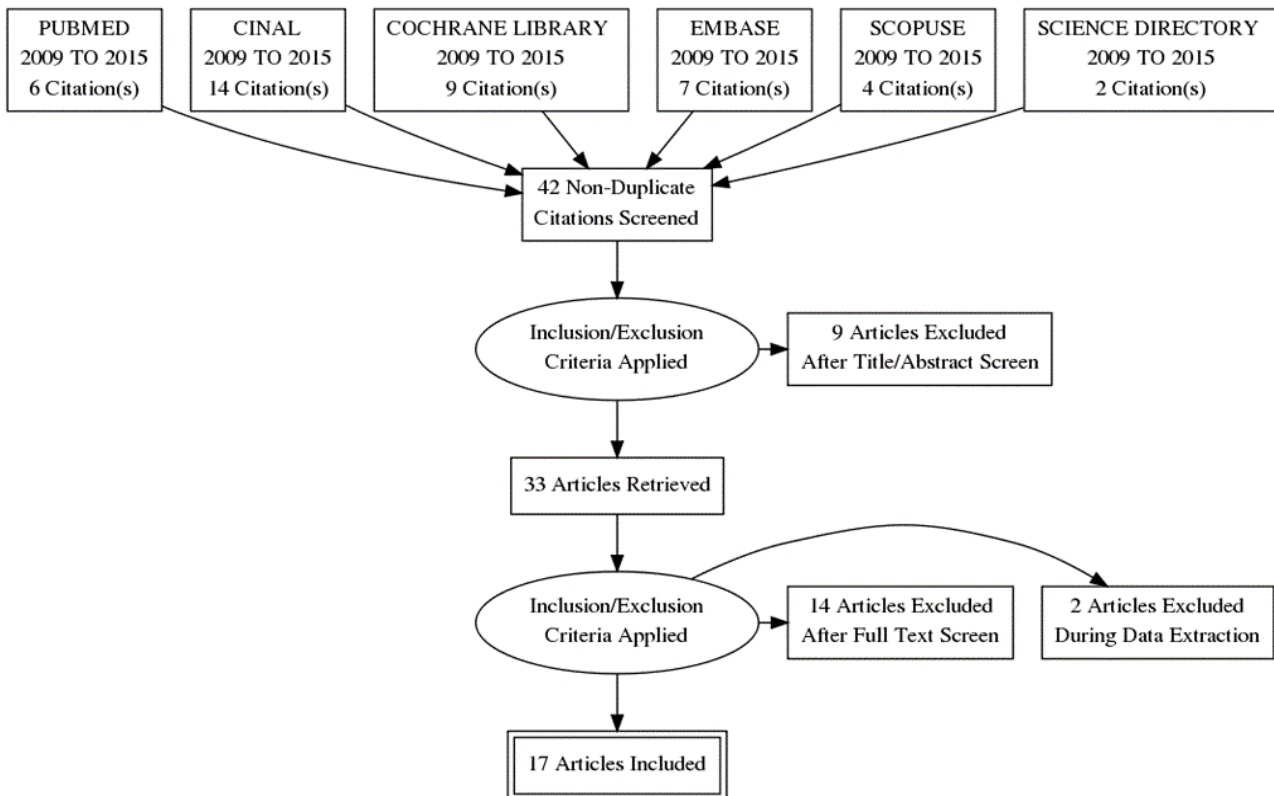 PUBMED
2009 TO 2015
6 Citation(s)
CINAL
2009 TO 2015
14 Citation(s)
COCHRANE LIBRARY
2009 TO 2015
9 Citation(s)
EMBASE
2009 TO 2015
7 Citation(s)
SCOPUSE
2009 TO 2015
4 Citation(s)
SCIENCE DIRECTORY
2009 TO 2015
2 Citation(s)
42 Non-Duplicate
Citations Screened
Inclusion/Exclusion
Criteria Applied
9 Articles Excluded
After Title/Abstract Screen
33 Articles Retrieved
Inclusion/Exclusion
Criteria Applied
14 Articles Excluded
After Full Text Screen
2 Articles Excluded
During Data Extraction
17 Articles Included